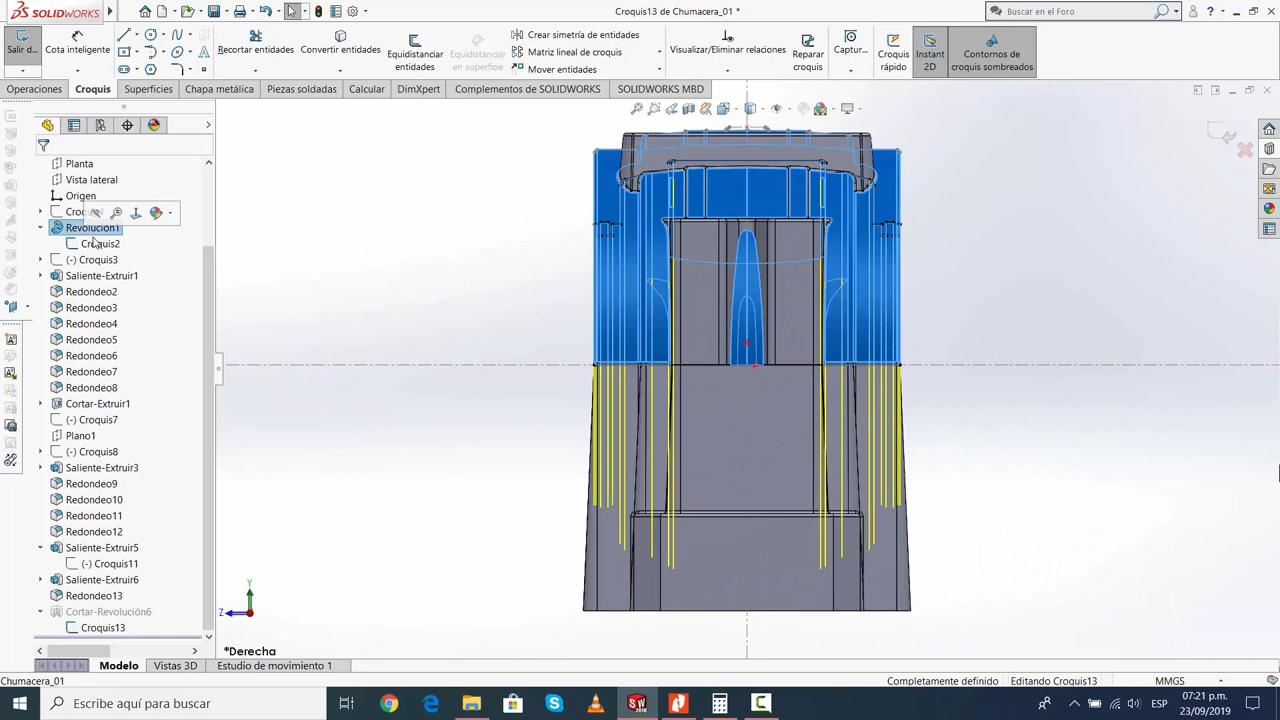 SOLIDWORKS
Croquis13 de Chumacera_01 *
Buscar en el Foro
Salir d...
Cota inteligente
Recortar entidades
Convertir entidades
Equidistanciar entidades
Equidistanciar en superficie
Crear simetría de entidades
Matriz lineal de croquis
Mover entidades
Visualizar/Eliminar relaciones
Reparar croquis
Captur...
Croquis rápido
Instant 2D
Contornos de croquis sombreados
Operaciones
Croquis
Superficies
Chapa metálica
Piezas soldadas
Calcular
DimXpert
Complementos de SOLIDWORKS
SOLIDWORKS MBD
Planta
Vista lateral
Origen
Revolución1
Croquis2
(-) Croquis3
Saliente-Extruir1
Redondeo2
Redondeo3
Redondeo4
Redondeo5
Redondeo6
Redondeo7
Redondeo8
Cortar-Extruir1
(-) Croquis7
Plano1
(-) Croquis8
Saliente-Extruir3
Redondeo9
Redondeo10
Redondeo11
Redondeo12
Saliente-Extruir5
(-) Croquis11
Saliente-Extruir6
Redondeo13
Cortar-Revolución6
Croquis13
Y
Z
*Derecha
Modelo
Vistas 3D
Estudio de movimiento 1
Chumacera_01
Completamente definido
Editando Croquis13
MMGS
Escribe aquí para buscar
SW
2018
ESP
07:21 p.m.
23/09/2019